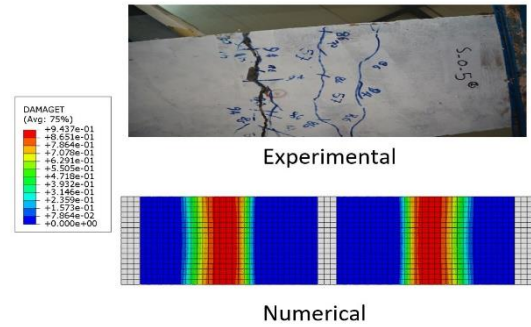 S-0.5
Experimental
DAMAGET
(Avg: 75%)
+9.437e-01
+8.651e-01
+7.864e-01
+7.078e-01
+6.291e-01
+5.505e-01
+4.718e-01
+3.932e-01
+3.146e-01
+2.359e-01
+1.573e-01
+7.864e-02
+0.000e+00
Numerical